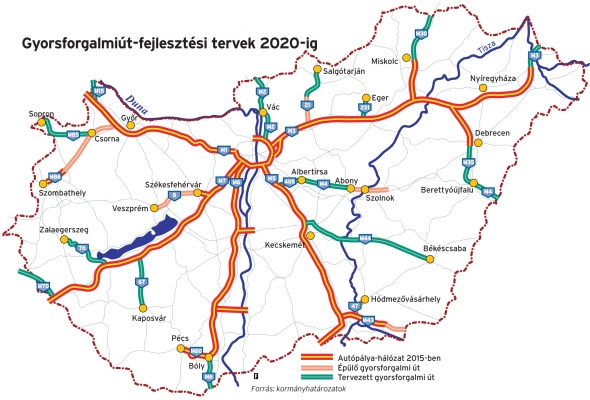 Gyorsforgalmiút-fejlesztési tervek 2020-ig
M30
Tisza
Miskolc
M3
Salgótarján
Nyíregyháza
M15
Duna
M2
Eger
Vác
21
25
Sopron
Győr
M2
M3
M85
Csorna
Debrecen
M1
M35
M86
Székesfehérvár
M7
M6
M5
405
Albertirsa
M4
Abony
Szolnok
Berettyóújfalu
M4
Szombathely
8
Veszprém
Zalaegerszeg
76
Kecskemét
M44
Békéscsaba
M70
67
Kaposvár
Hódmezővásárhely
47
M43
Pécs
M60
Bóly
M6
Autópálya-hálózat 2015-ben
Épülő gyorsforgalmi út
Tervezett gyorsforgalmi út
Forrás: kormányhatározatok